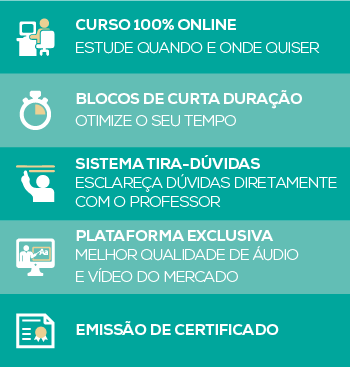 CURSO 100% ONLINE
ESTUDE QUANDO E ONDE QUISER
BLOCOS DE CURTA DURAÇÃO
OTIMIZE O SEU TEMPO
SISTEMA TIRA-DÚVIDAS
ESCLAREÇA DÚVIDAS DIRETAMENTE
COM O PROFESSOR
PLATAFORMA EXCLUSIVA
Aa
MELHOR QUALIDADE DE ÁUDIO
E VÍDEO DO MERCADO
EMISSÃO DE CERTIFICADO